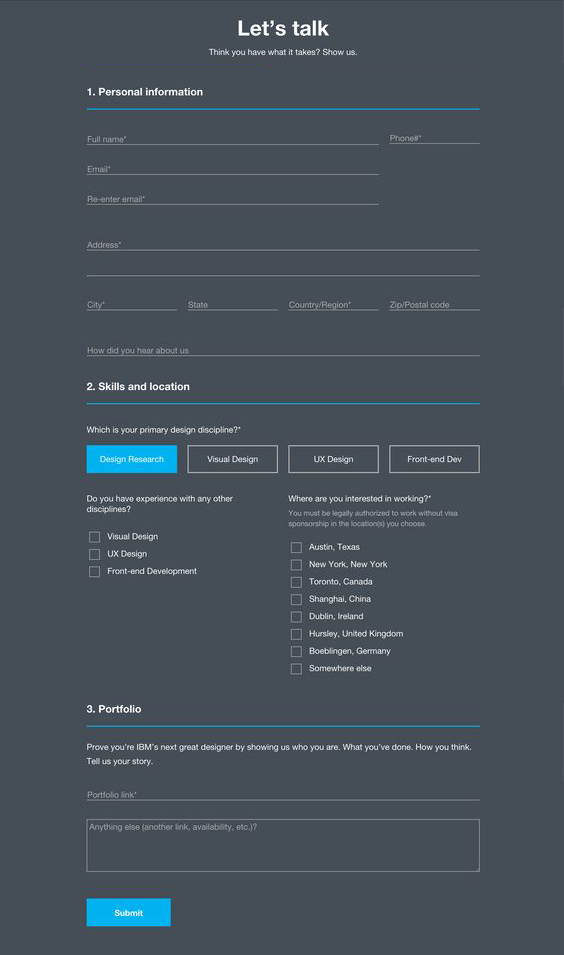 Let's talk
Think you have what it takes? Show us.
1. Personal information
Full name*
Phone#*
Email*
Re-enter email*
Address*
City*
State
Country/Region*
Zip/Postal code
How did you hear about us
2. Skills and location
Which is your primary design discipline?*
Design Research
Visual Design
UX Design
Front-end Dev
Do you have experience with any other
disciplines?
Visual Design
UX Design
Front-end Development
Where are you interested in working?*
You must be legally authorized to work without visa
sponsorship in the location(s) you choose.
Austin, Texas
New York, New York
Toronto, Canada
Shanghai, China
Dublin, Ireland
Hursley, United Kingdom
Boeblingen, Germany
Somewhere else
3. Portfolio
Prove you're IBM's next great designer by showing us who you are. What you've done. How you think.
Tell us your story.
Portfolio link*
Anything else (another link, availability, etc.)?
Submit